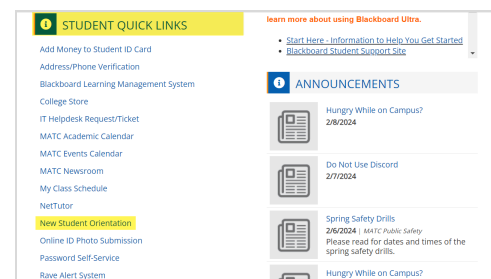 STUDENT QUICK LINKS
Add Money to Student ID Card
Address/Phone Verification
Blackboard Learning Management System
College Store
IT Helpdesk Request/Ticket
MATC Academic Calendar
MATC Events Calendar
MATC Newsroom
My Class Schedule
NetTutor
New Student Orientation
Online ID Photo Submission
Password Self-Service
Rave Alert System
learn more about using Blackboard Ultra.
Start Here - Information to Help You Get Started
Blackboard Student Support Site
ANNOUNCEMENTS
Hungry While on Campus?
2/8/2024
Do Not Use Discord
2/7/2024
Spring Safety Drills
2/6/2024 | MATC Public Safety
Please read for dates and times of the
spring safety drills.
Hungry While on Campus?